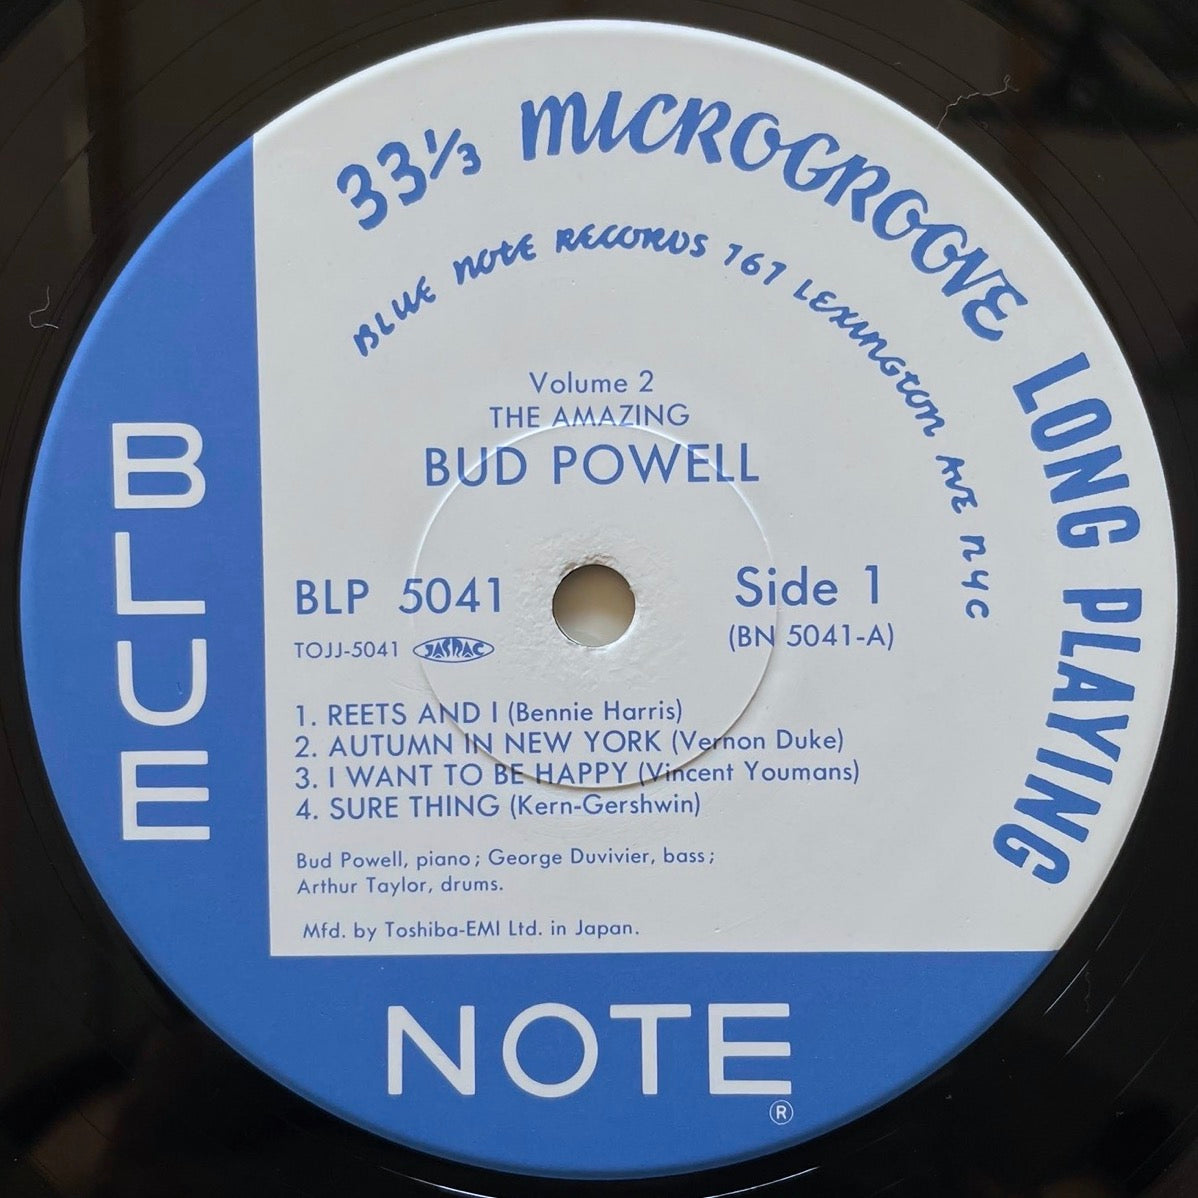 33⅓ MICROGROOVE LONG PLAYING
BLUE NOTE RECORDS 767 LEXINGTON AVE NYC
Volume 2
THE AMAZING
BUD POWELL
BLP 5041
Side 1
TOJJ-5041 JASRAC
(BN 5041-A)
1. REETS AND I (Bennie Harris)
2. AUTUMN IN NEW YORK (Vernon Duke)
3. I WANT TO BE HAPPY (Vincent Youmans)
4. SURE THING (Kern-Gershwin)
Bud Powell, piano; George Duvivier, bass;
Arthur Taylor, drums.
Mfd. by Toshiba-EMI Ltd. in Japan.
BLUE
NOTE
®